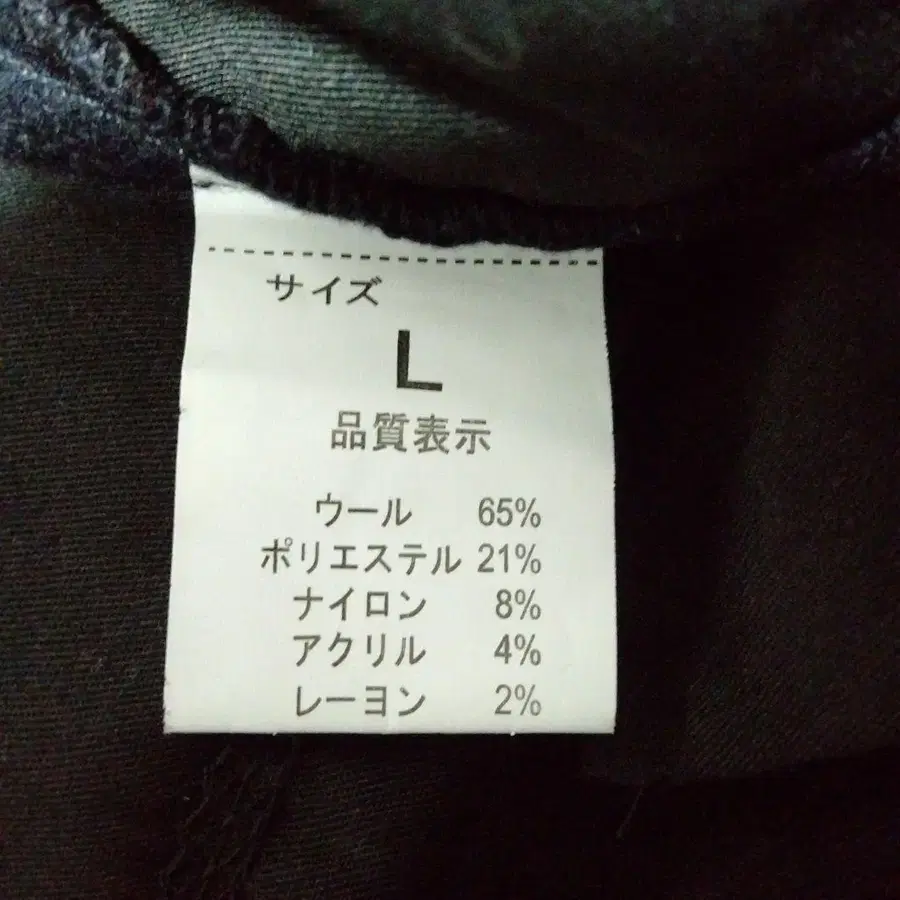 サイズ
L
品質表示
ウール 65%
ポリエステル 21%
ナイロン 8%
アクリル 4%
レーヨン 2%